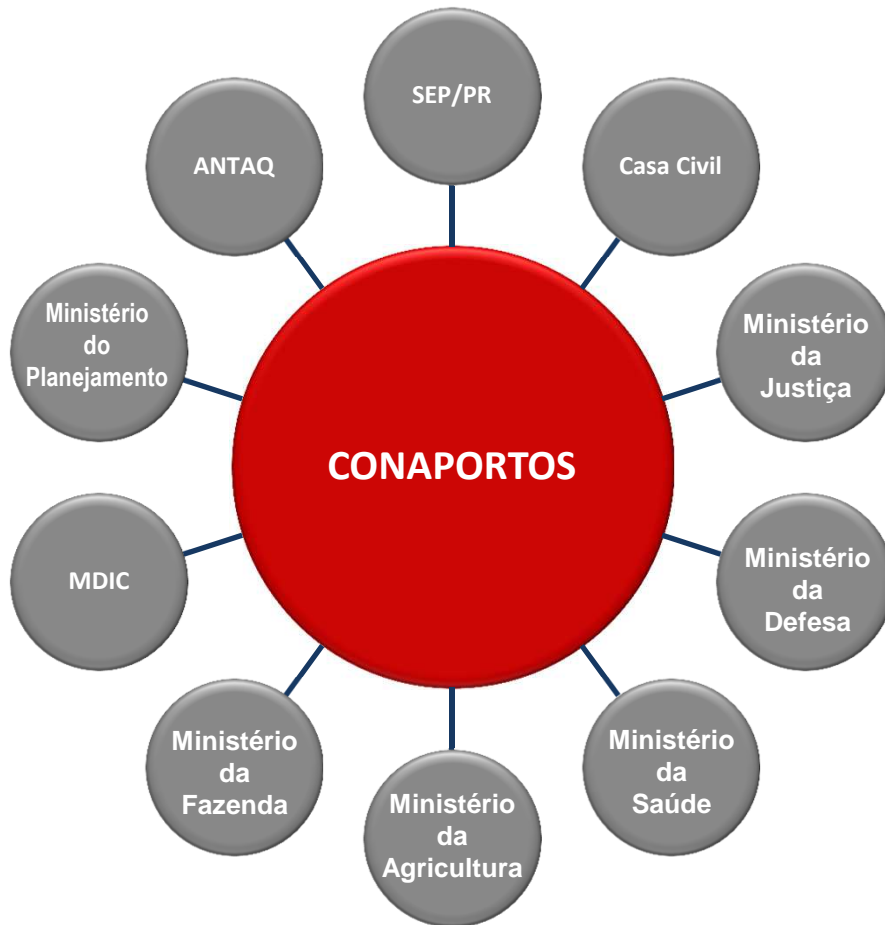 SEP/PR
Casa Civil
ANTAQ
Ministério
do
Planejamento
Ministério
da
Justiça
CONAPORTOS
MDIC
Ministério
da
Defesa
Ministério
da
Fazenda
Ministério
da
Saúde
Ministério
da
Agricultura